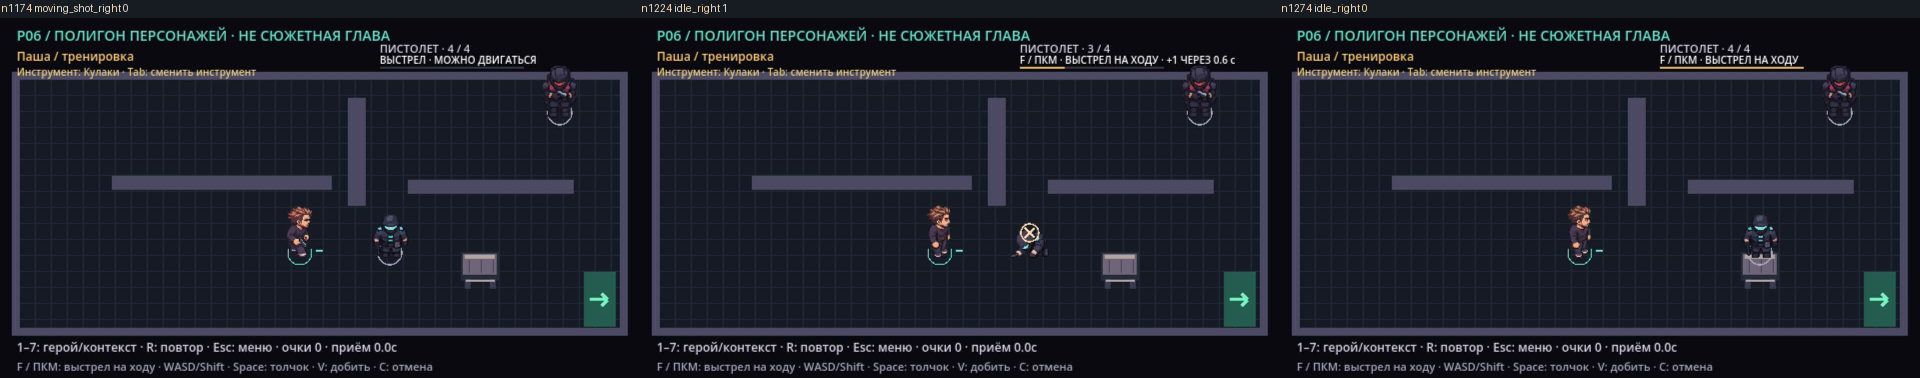 n1174 moving_shot_right 0
P06 / ПОЛИГОН ПЕРСОНАЖЕЙ · НЕ СЮЖЕТНАЯ ГЛАВА
ПИСТОЛЕТ · 4 / 4
Паша / тренировка
ВЫСТРЕЛ · МОЖНО ДВИГАТЬСЯ
Инструмент: Кулаки · Tab: сменить инструмент
→
1–7: герой/контекст · R: повтор · Esc: меню · очки 0 · приём 0.0с
F / ПКМ: выстрел на ходу · WASD/Shift · Space: толчок · V: добить · C: отмена
n1224 idle_right 1
P06 / ПОЛИГОН ПЕРСОНАЖЕЙ · НЕ СЮЖЕТНАЯ ГЛАВА
ПИСТОЛЕТ · 3 / 4
Паша / тренировка
F / ПКМ · ВЫСТРЕЛ НА ХОДУ · +1 ЧЕРЕЗ 0.6 с
Инструмент: Кулаки · Tab: сменить инструмент
→
1–7: герой/контекст · R: повтор · Esc: меню · очки 0 · приём 0.0с
F / ПКМ: выстрел на ходу · WASD/Shift · Space: толчок · V: добить · C: отмена
n1274 idle_right 0
P06 / ПОЛИГОН ПЕРСОНАЖЕЙ · НЕ СЮЖЕТНАЯ ГЛАВА
ПИСТОЛЕТ · 4 / 4
Паша / тренировка
F / ПКМ · ВЫСТРЕЛ НА ХОДУ
Инструмент: Кулаки · Tab: сменить инструмент
→
1–7: герой/контекст · R: повтор · Esc: меню · очки 0 · приём 0.0с
F / ПКМ: выстрел на ходу · WASD/Shift · Space: толчок · V: добить · C: отмена